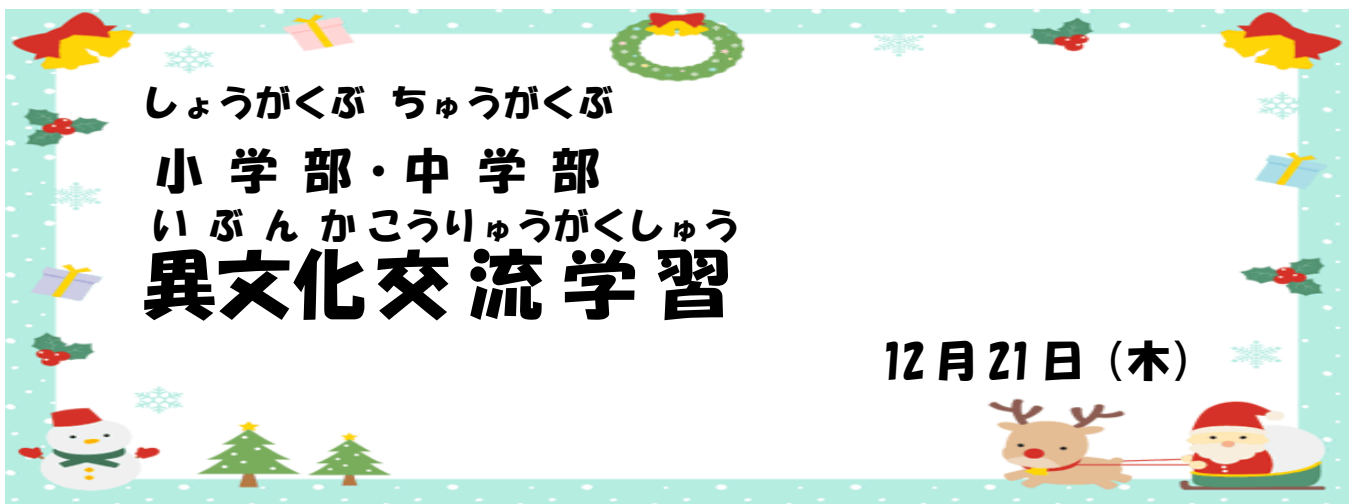 しょうがくぶ ちゅうがくぶ
小学部・中学部
いぶんかこうりゅうがくしゅう
異文化交流学習
12月21日（木）